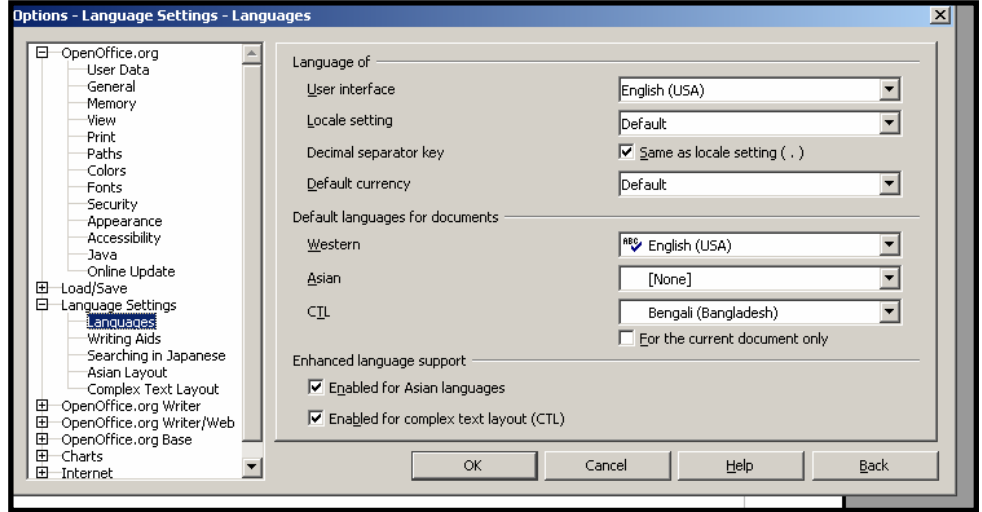 Options - Language Settings - Languages
OpenOffice.org
User Data
General
Memory
View
Print
Paths
Colors
Fonts
Security
Appearance
Accessibility
Java
Online Update
Load/Save
Language Settings
Languages
Writing Aids
Searching in Japanese
Asian Layout
Complex Text Layout
OpenOffice.org Writer
OpenOffice.org Writer/Web
OpenOffice.org Base
Charts
Internet
Language of
User interface English (USA)
Locale setting Default
Decimal separator key Same as locale setting ( . )
Default currency Default
Default languages for documents
Western ABC English (USA)
Asian [None]
CTL Bengali (Bangladesh)
For the current document only
Enhanced language support
Enabled for Asian languages
Enabled for complex text layout (CTL)
OK Cancel Help Back